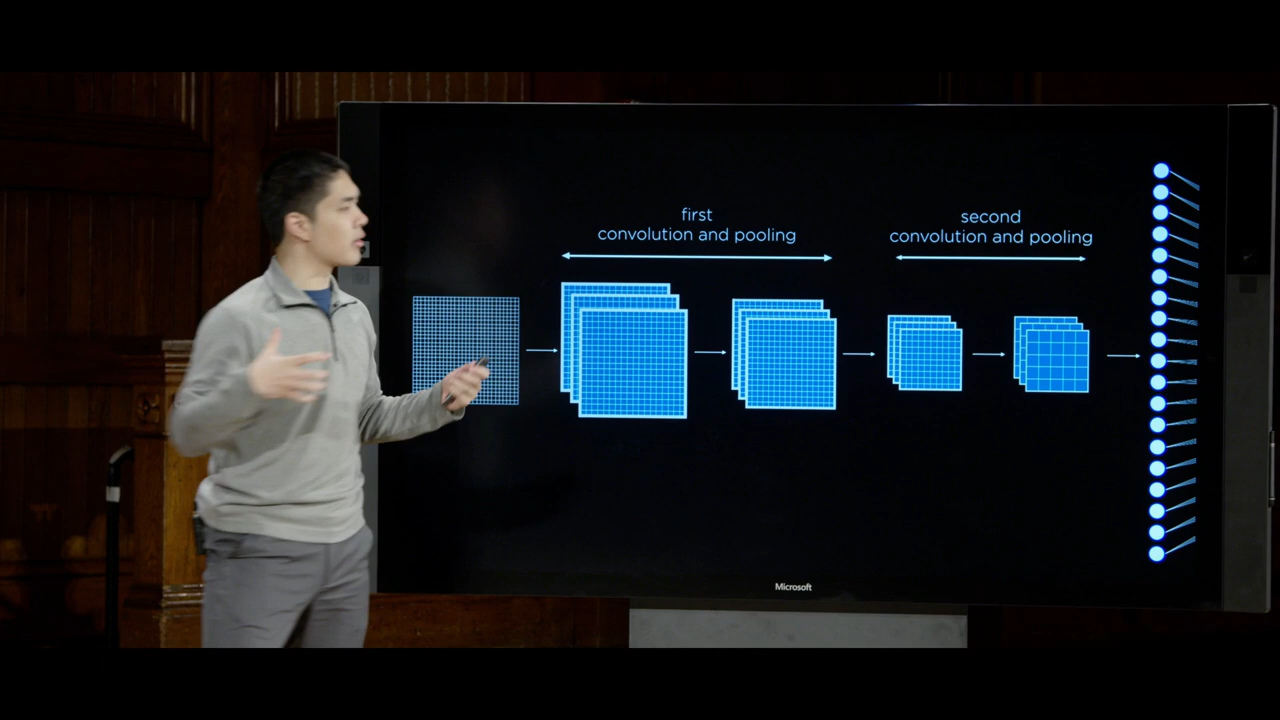 first
convolution and pooling
second
convolution and pooling
Microsoft